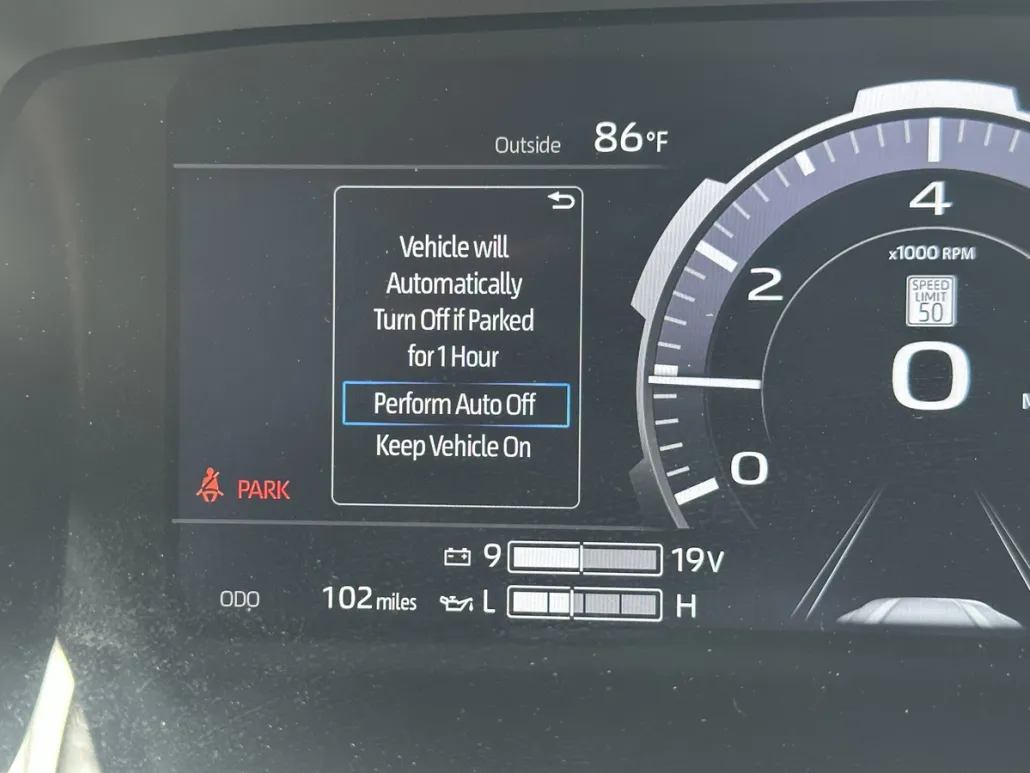 Outside 86°F
Vehicle will
Automatically
Turn Off if Parked
for 1 Hour
Perform Auto Off
Keep Vehicle On
PARK
4
x1000 RPM
2
SPEED
LIMIT
50
0
0
9 19V
ODO 102 miles L H